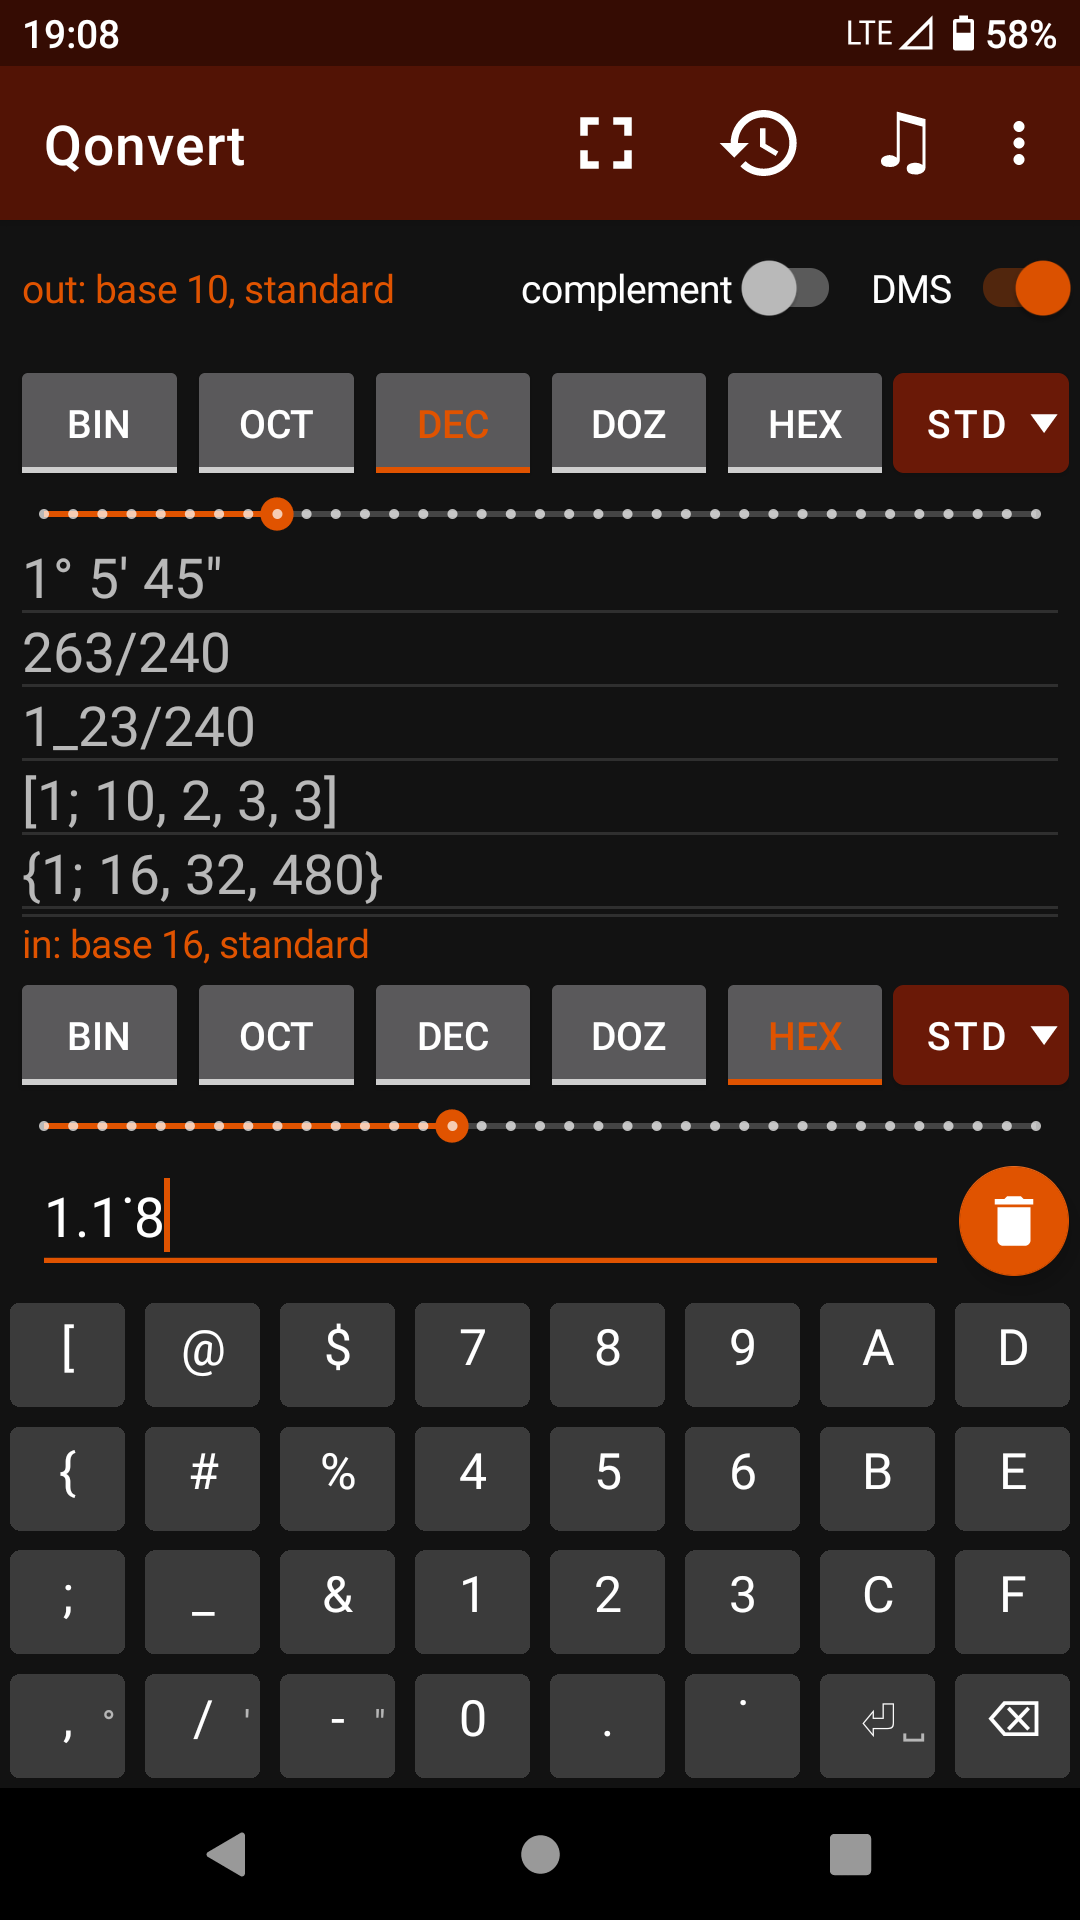 19:08 LTE 58%
Qonvert
out: base 10, standard complement DMS
BIN OCT DEC DOZ HEX STD
1° 5' 45"
263/240
1_23/240
[1; 10, 2, 3, 3]
{1; 16, 32, 480}
in: base 16, standard
BIN OCT DEC DOZ HEX STD
1.1˙8
[ @ $ 7 8 9 A D
{ # % 4 5 6 B E
; _ & 1 2 3 C F
, ° / ' - " 0 . ˙ ⏎ ⎵ ⌫